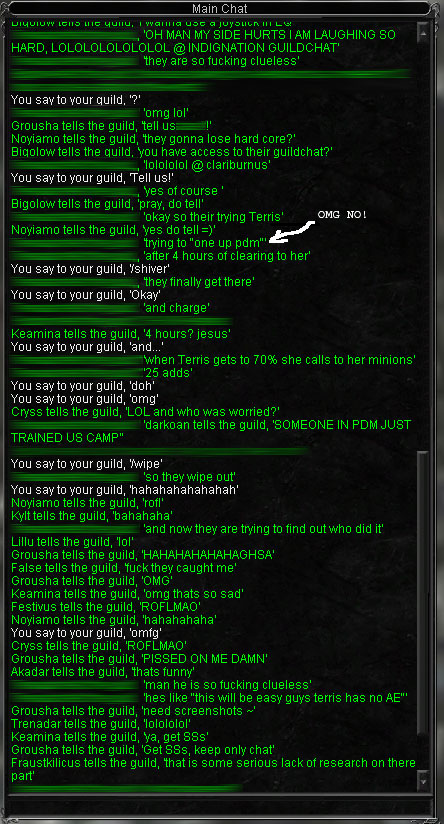 Main Chat
Bigolow tells the guild, 'I wanna use a joystick in EQ'
, 'OH MAN MY SIDE HURTS I AM LAUGHING SO
HARD, LOLOLOLOLOLOLOL @ INDIGNATION GUILDCHAT'
'they are so fucking clueless'
You say to your guild, '?'
'omg lol'
Grousha tells the guild, 'tell us !'
Noyiamo tells the guild, 'they gonna lose hard core?'
Bigolow tells the guild, 'you have access to their guildchat?'
, 'lolololol @ clariburnus'
You say to your guild, 'Tell us!'
, 'yes of course '
Bigolow tells the guild, 'pray, do tell'
'okay so their trying Terris'
OMG NO!
Noyiamo tells the guild, 'yes do tell =)'
'trying to "one up pdm"'
, 'after 4 hours of clearing to her'
You say to your guild, '/shiver'
, 'they finally get there'
You say to your guild, 'Okay'
'and charge'
Keamina tells the guild, '4 hours? jesus'
You say to your guild, 'and...'
'when Terris gets to 70% she calls to her minions'
'25 adds'
You say to your guild, 'doh'
You say to your guild, 'omg'
Cryss tells the guild, 'LOL and who was worried?'
'darkoan tells the guild, 'SOMEONE IN PDM JUST
TRAINED US CAMP''
You say to your guild, '/wipe'
'so they wipe out'
You say to your guild, 'hahahahahahahah'
Noyiamo tells the guild, 'rofl'
Kylt tells the guild, 'bahahaha'
'and now they are trying to find out who did it'
Lillu tells the guild, 'lol'
Grousha tells the guild, 'HAHAHAHAHAHAGHSA'
False tells the guild, 'fuck they caught me'
Grousha tells the guild, 'OMG'
Keamina tells the guild, 'omg thats so sad'
Festivus tells the guild, 'ROFLMAO'
Noyiamo tells the guild, 'hahahahaha'
You say to your guild, 'omfg'
Cryss tells the guild, 'ROFLMAO'
Grousha tells the guild, 'PISSED ON ME DAMN'
Akadar tells the guild, 'thats funny'
'man he is so fucking clueless'
'hes like "this will be easy guys terris has no AE"'
Grousha tells the guild, 'need screenshots ~'
Trenadar tells the guild, 'lolololol'
Keamina tells the guild, 'ya, get SSs'
Grousha tells the guild, 'Get SSs, keep only chat'
Fraustkilicus tells the guild, 'that is some serious lack of research on there
part'